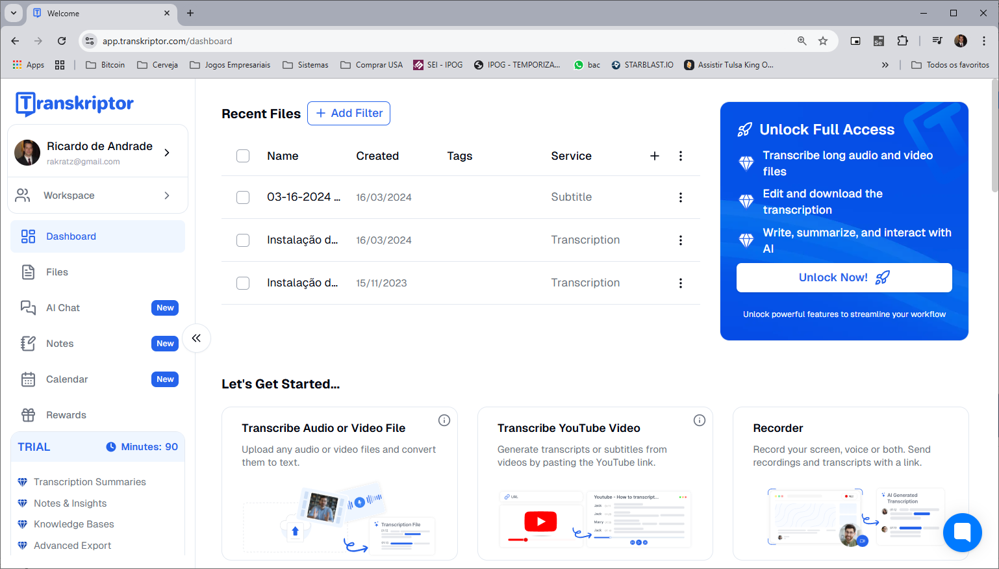 Welcome
app.transkriptor.com/dashboard
Apps
Bitcoin
Cerveja
Jogos Empresariais
Sistemas
Comprar USA
SEI - IPOG
IPOG - TEMPORIZA...
bac
STARBLAST.IO
Assistir Tulsa King O...
Todos os favoritos
Transkriptor
Ricardo de Andrade
rakratz@gmail.com
Workspace
Dashboard
Files
AI Chat New
Notes New
Calendar New
Rewards
TRIAL Minutes: 90
Transcription Summaries
Notes & Insights
Knowledge Bases
Advanced Export
Recent Files + Add Filter
Name Created Tags Service
03-16-2024 ... 16/03/2024 Subtitle
Instalação d... 16/03/2024 Transcription
Instalação d... 15/11/2023 Transcription
Unlock Full Access
Transcribe long audio and video
files
Edit and download the
transcription
Write, summarize, and interact with
AI
Unlock Now!
Unlock powerful features to streamline your workflow
Let's Get Started...
Transcribe Audio or Video File
Upload any audio or video files and convert
them to text.
Transcription File
Transcribe YouTube Video
Generate transcripts or subtitles from
videos by pasting the YouTube link.
URL
Youtube - How to transcript...
Jack
Jack
Marry
Jack
Recorder
Record your screen, voice or both. Send
recordings and transcripts with a link.
AI Generated
Transcription